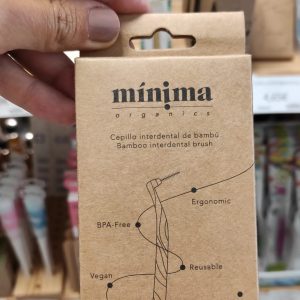 mínima
organics
Cepillo interdental de bambú
Bamboo interdental brush
Ergonomic
BPA-Free
Reusable
Vegan